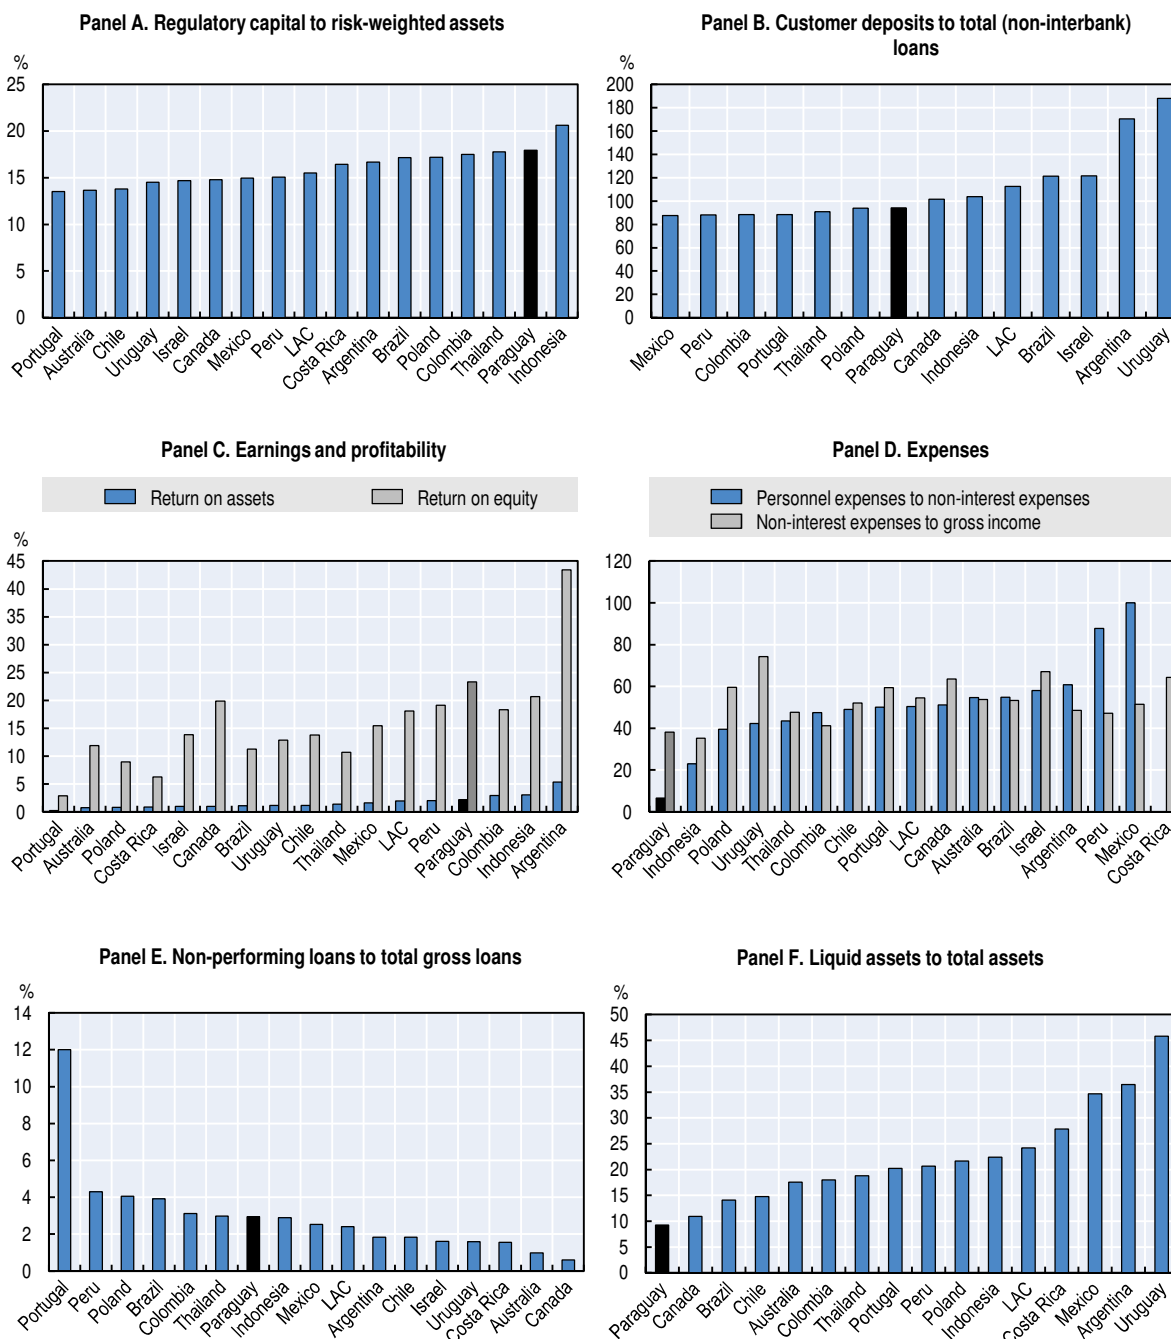 Panel A. Regulatory capital to risk-weighted assets
%
25
20
15
10
5
0
Portugal
Australia
Chile
Uruguay
Israel
Canada
Mexico
Peru
LAC
Costa Rica
Argentina
Brazil
Poland
Colombia
Thailand
Paraguay
Indonesia
Panel B. Customer deposits to total (non-interbank)
loans
%
200
180
160
140
120
100
80
60
40
20
0
Mexico
Peru
Colombia
Portugal
Thailand
Poland
Paraguay
Canada
Indonesia
LAC
Brazil
Israel
Argentina
Uruguay
Panel C. Earnings and profitability
Return on assets
Return on equity
%
45
40
35
30
25
20
15
10
5
0
Portugal
Australia
Poland
Costa Rica
Israel
Canada
Brazil
Uruguay
Chile
Thailand
Mexico
LAC
Peru
Paraguay
Colombia
Indonesia
Argentina
Panel D. Expenses
Personnel expenses to non-interest expenses
Non-interest expenses to gross income
120
100
80
60
40
20
0
Paraguay
Indonesia
Poland
Uruguay
Thailand
Colombia
Chile
Portugal
LAC
Canada
Australia
Brazil
Israel
Argentina
Peru
Mexico
Costa Rica
Panel E. Non-performing loans to total gross loans
%
14
12
10
8
6
4
2
0
Portugal
Peru
Poland
Brazil
Colombia
Thailand
Paraguay
Indonesia
Mexico
LAC
Argentina
Chile
Israel
Uruguay
Costa Rica
Australia
Canada
Panel F. Liquid assets to total assets
%
50
45
40
35
30
25
20
15
10
5
0
Paraguay
Canada
Brazil
Chile
Australia
Colombia
Thailand
Portugal
Peru
Poland
Indonesia
LAC
Costa Rica
Mexico
Argentina
Uruguay